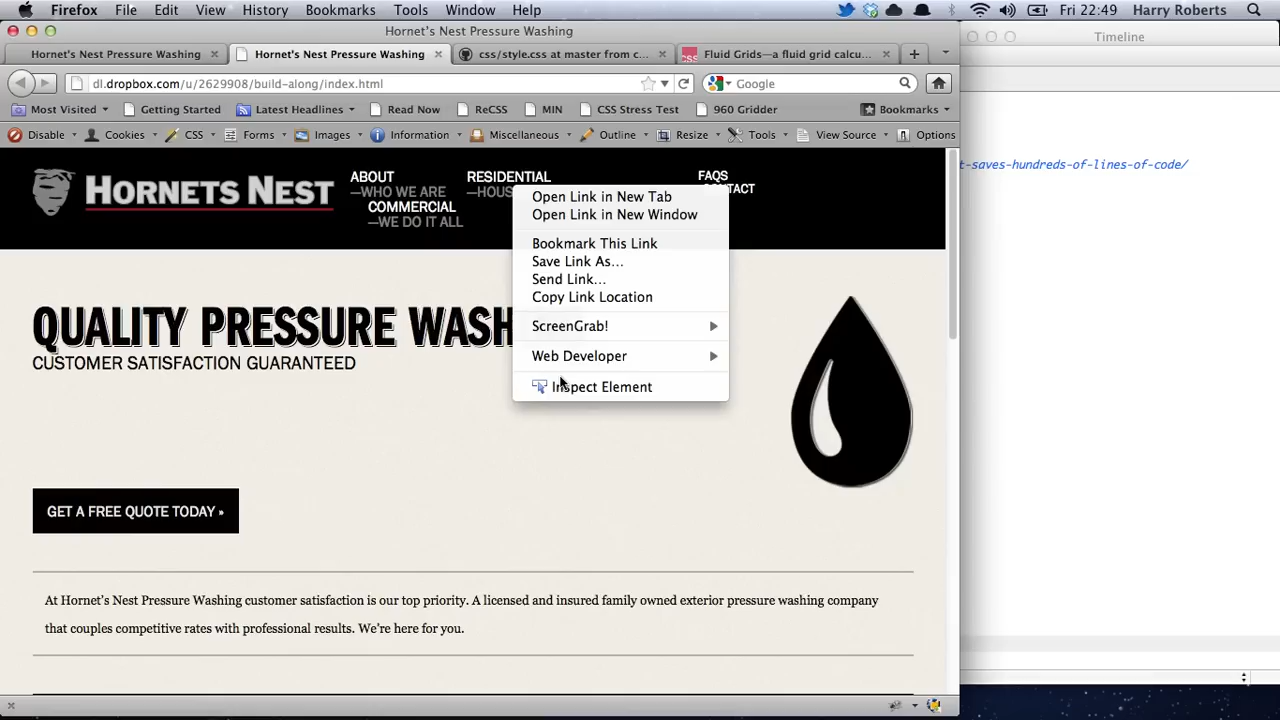 Firefox File Edit View History Bookmarks Tools Window Help Fri 22:49 Harry Roberts
Hornet's Nest Pressure Washing
Timeline
Hornet's Nest Pressure Washing Hornet's Nest Pressure Washing css/style.css at master from c... Fluid Grids—a fluid grid calcu...
dl.dropbox.com/u/2629908/build-along/index.html Google
Most Visited Getting Started Latest Headlines Read Now ReCSS MIN CSS Stress Test 960 Gridder Bookmarks
Disable Cookies CSS Forms Images Information Miscellaneous Outline Resize Tools View Source Options
t-saves-hundreds-of-lines-of-code/
HORNETS NEST
ABOUT
—WHO WE ARE
RESIDENTIAL
—HOUS
COMMERCIAL
—WE DO IT ALL
FAQS
CONTACT
Open Link in New Tab
Open Link in New Window
Bookmark This Link
Save Link As...
Send Link...
Copy Link Location
ScreenGrab!
Web Developer
Inspect Element
QUALITY PRESSURE WASH
CUSTOMER SATISFACTION GUARANTEED
GET A FREE QUOTE TODAY »
At Hornet's Nest Pressure Washing customer satisfaction is our top priority. A licensed and insured family owned exterior pressure washing company
that couples competitive rates with professional results. We're here for you.